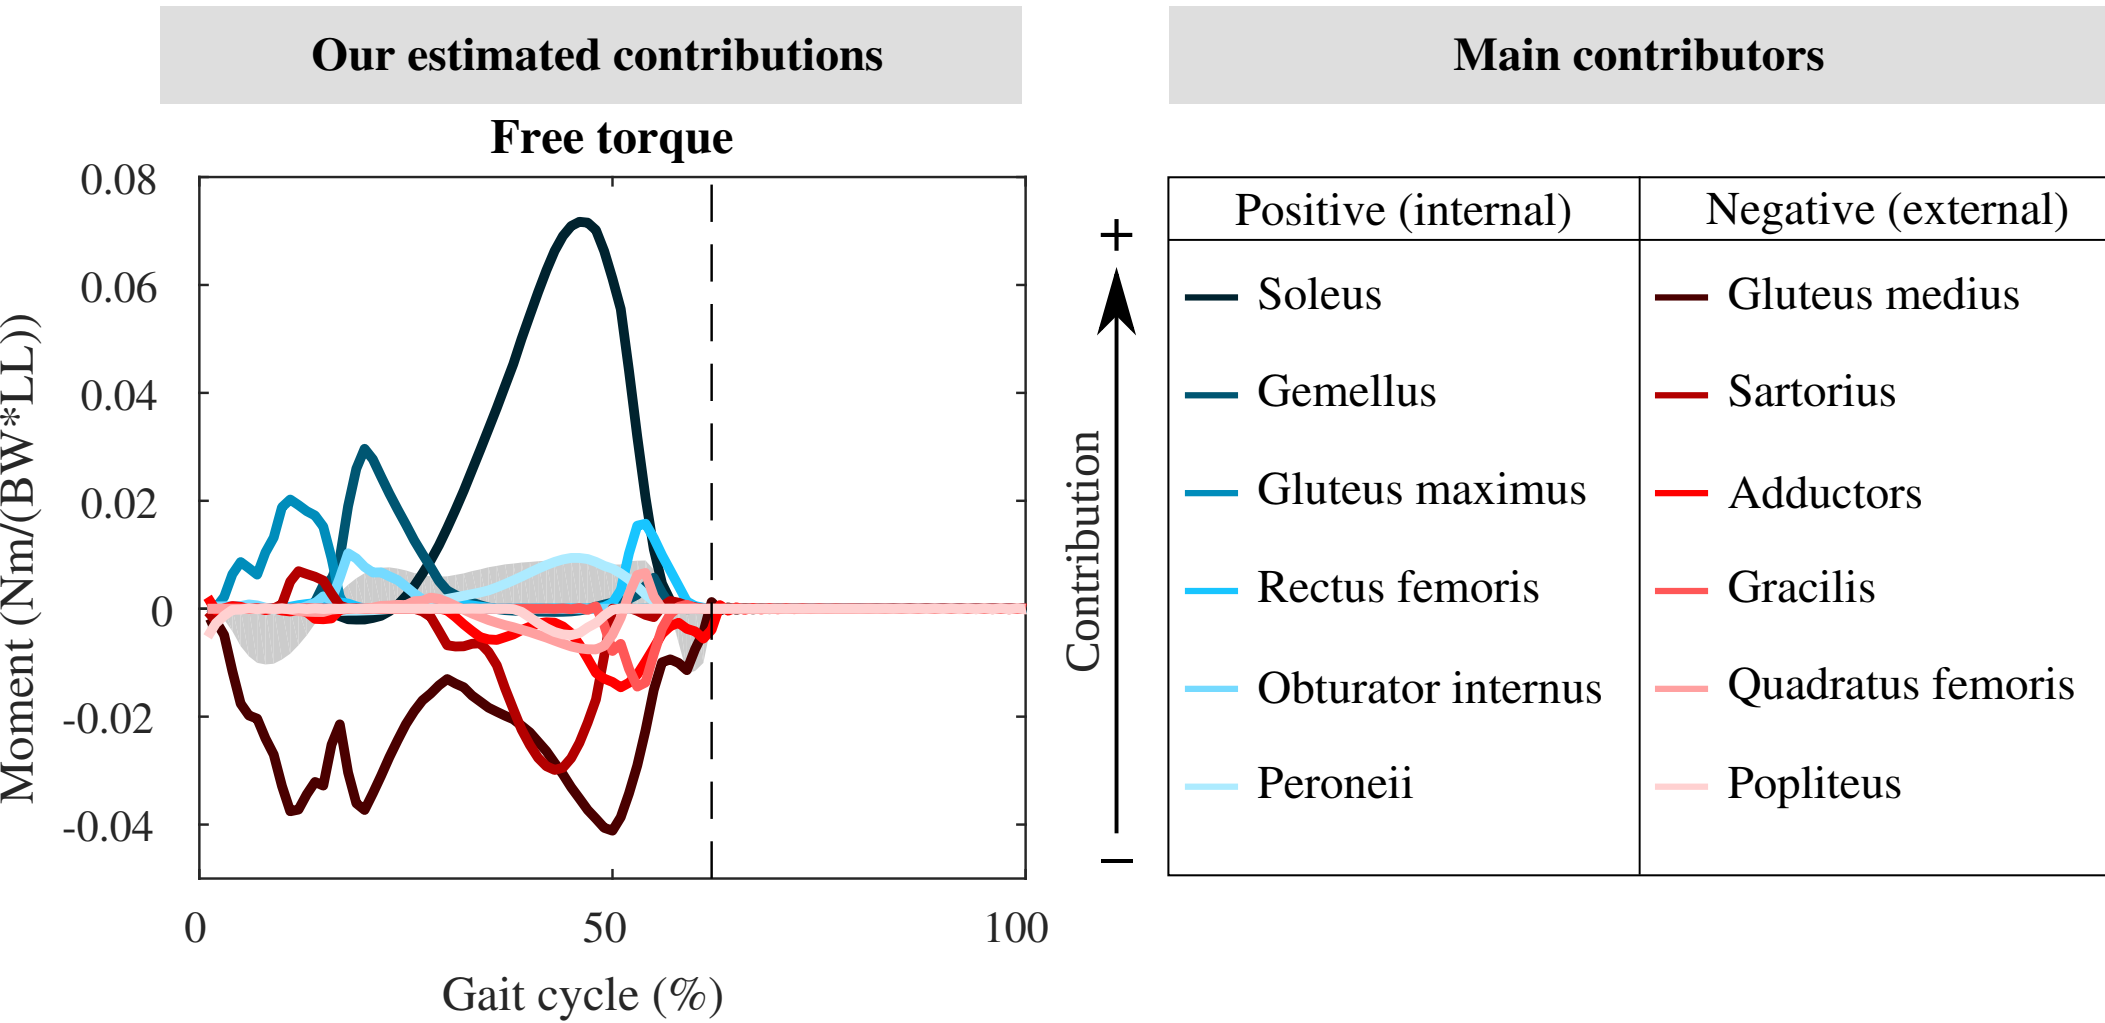 Our estimated contributions
Main contributors
Free torque
0.08
0.06
0.04
0.02
0
-0.02
-0.04
Moment (Nm/(BW*LL))
0
50
100
Gait cycle (%)
+
Contribution
−
Positive (internal)
Negative (external)
Soleus
Gluteus medius
Gemellus
Sartorius
Gluteus maximus
Adductors
Rectus femoris
Gracilis
Obturator internus
Quadratus femoris
Peroneii
Popliteus